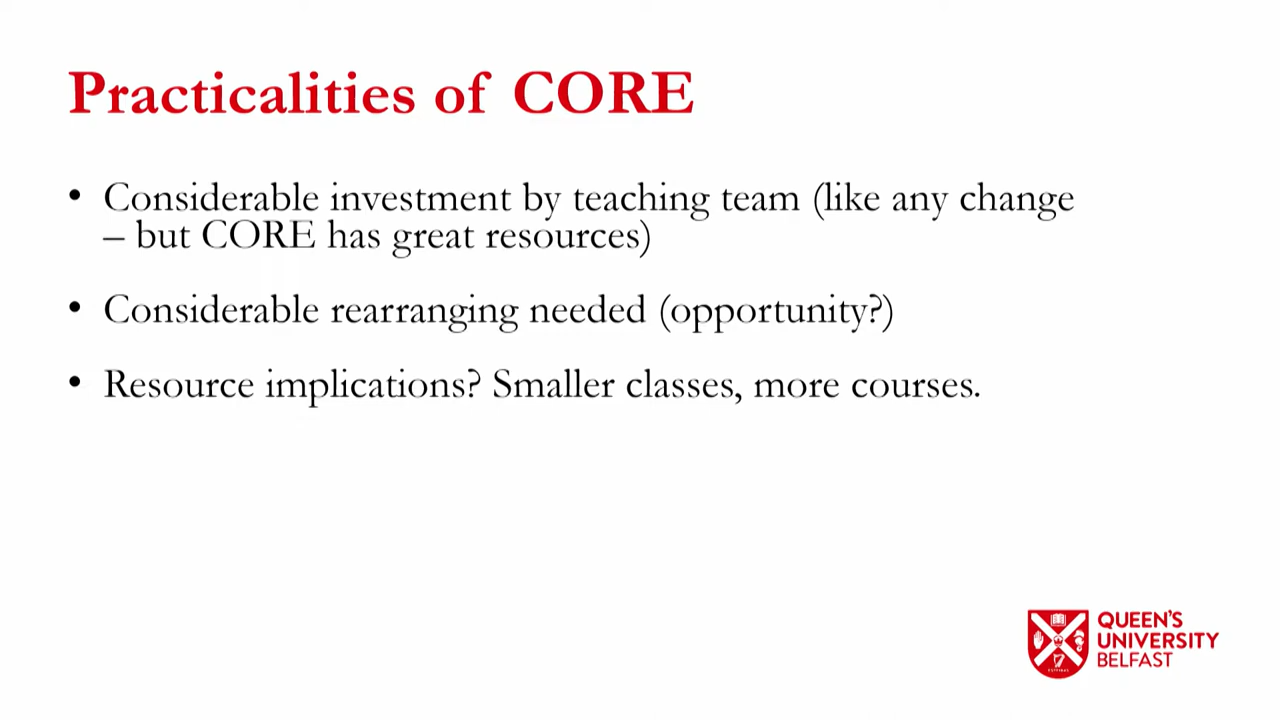 Practicalities of CORE
• Considerable investment by teaching team (like any change
– but CORE has great resources)
• Considerable rearranging needed (opportunity?)
• Resource implications? Smaller classes, more courses.
QUEEN'S
UNIVERSITY
BELFAST